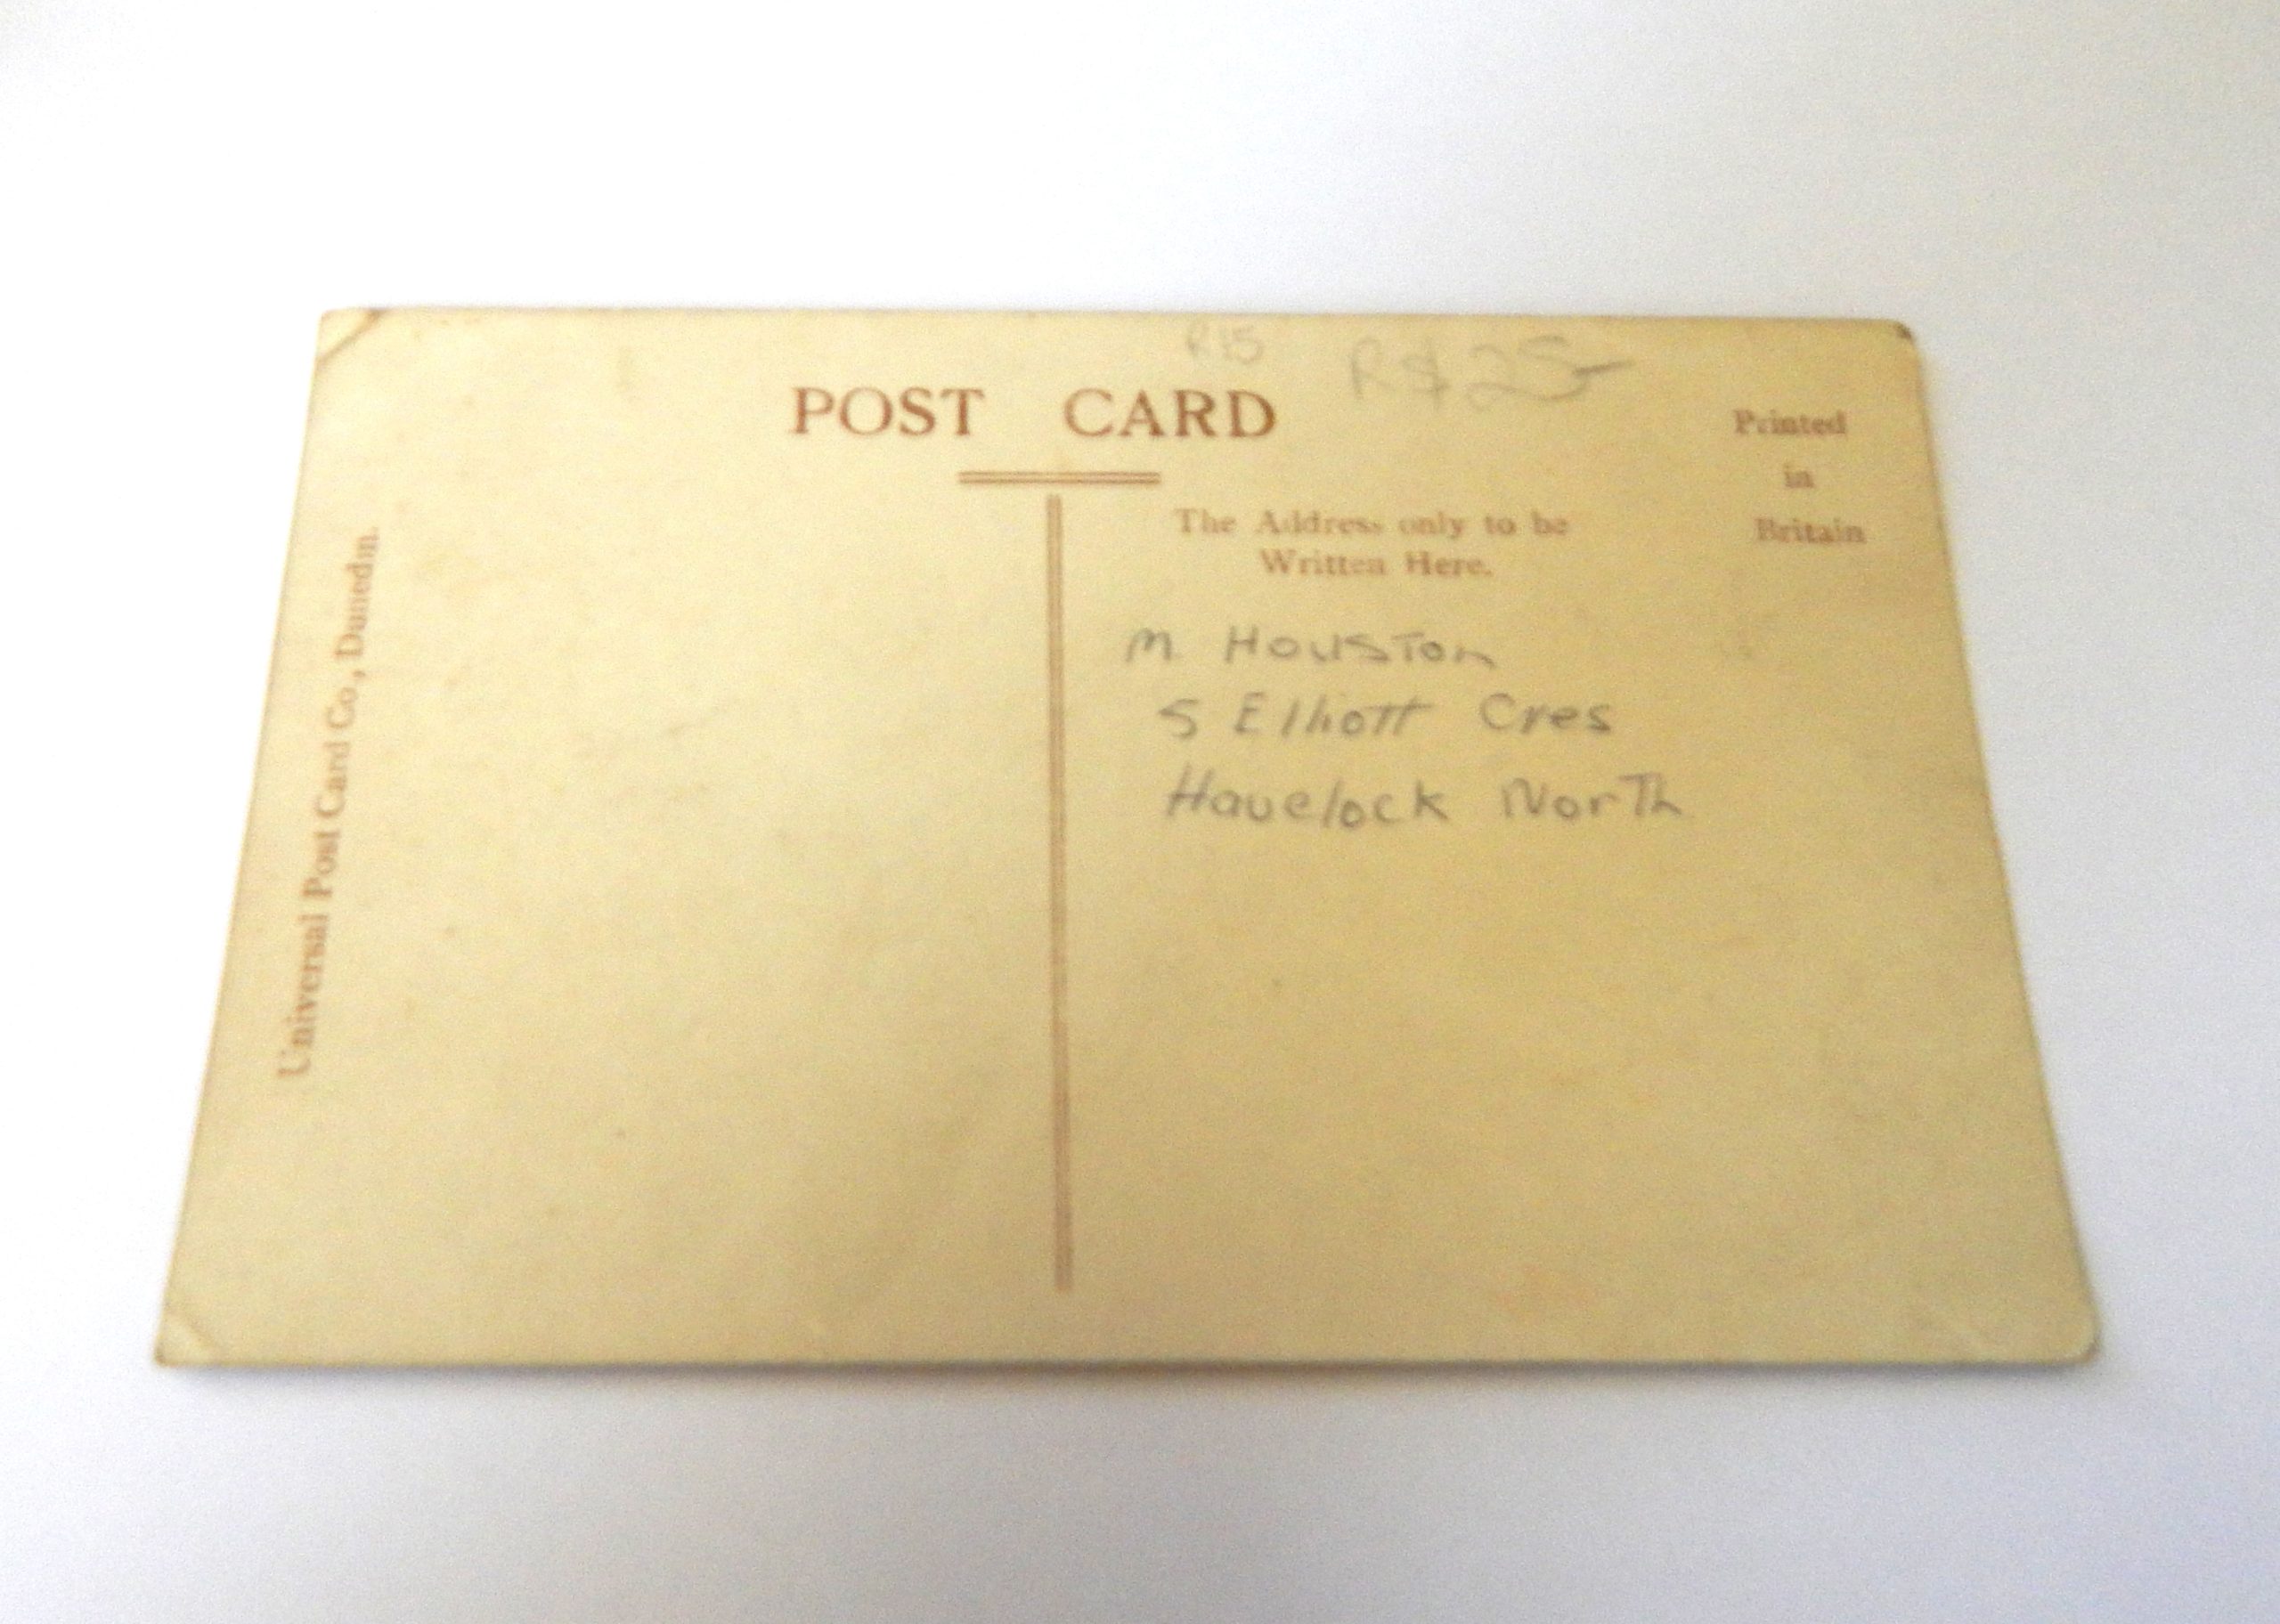 R15
R$25-
POST CARD
Printed
in
Britain
The Address only to be
Written Here.
M Houston
5 Elliott Cres
Havelock North
Universal Post Card Co., Dunedin.